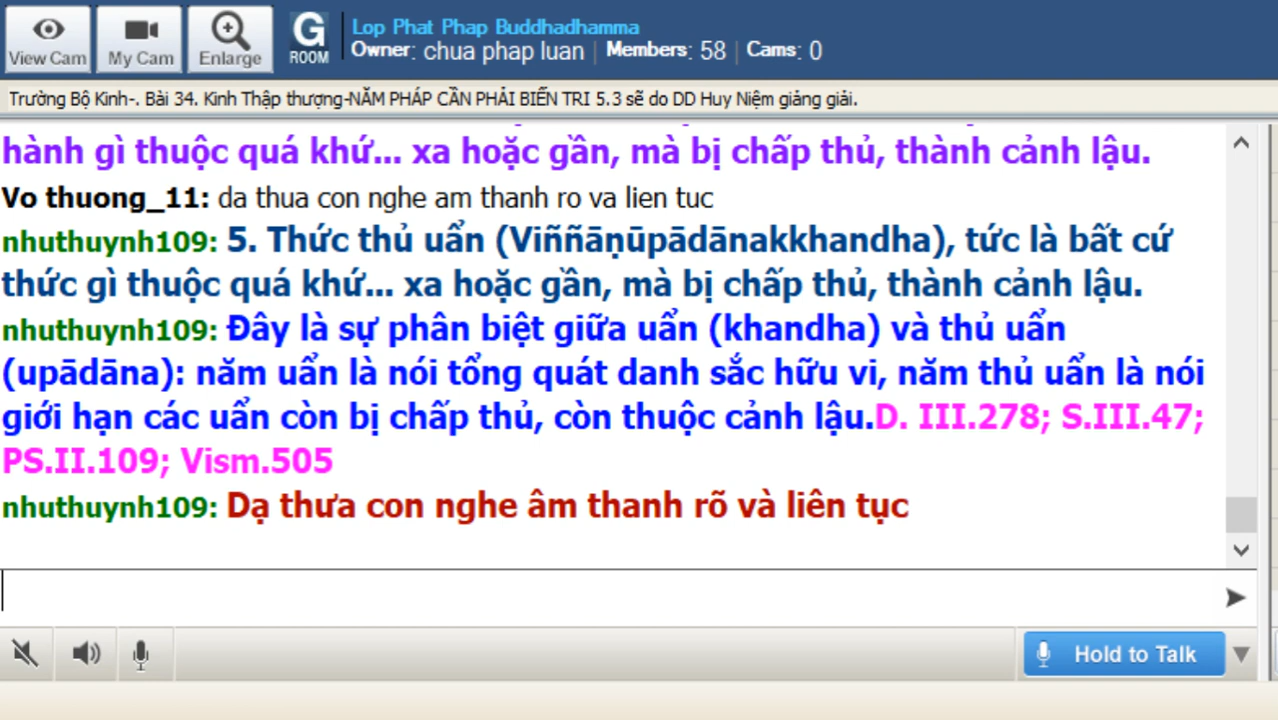 View Cam
My Cam
Enlarge
G
ROOM
Lop Phat Phap Buddhadhamma
Owner: chua phap luan | Members: 58 | Cams: 0
Trường Bộ Kinh-. Bài 34. Kinh Thập thượng-NĂM PHÁP CẦN PHẢI BIẾN TRI 5.3 sẽ do DD Huy Niệm giảng giải.
hành gì thuộc quá khứ... xa hoặc gần, mà bị chấp thủ, thành cảnh lậu.
Vo thuong_11: da thua con nghe am thanh ro va lien tuc
nhuthuynh109: 5. Thức thủ uẩn (Viññāṇūpādānakkhandha), tức là bất cứ
thức gì thuộc quá khứ... xa hoặc gần, mà bị chấp thủ, thành cảnh lậu.
nhuthuynh109: Đây là sự phân biệt giữa uẩn (khandha) và thủ uẩn
(upādāna): năm uẩn là nói tổng quát danh sắc hữu vi, năm thủ uẩn là nói
giới hạn các uẩn còn bị chấp thủ, còn thuộc cảnh lậu.D. III.278; S.III.47;
PS.II.109; Vism.505
nhuthuynh109: Dạ thưa con nghe âm thanh rõ và liên tục
Hold to Talk